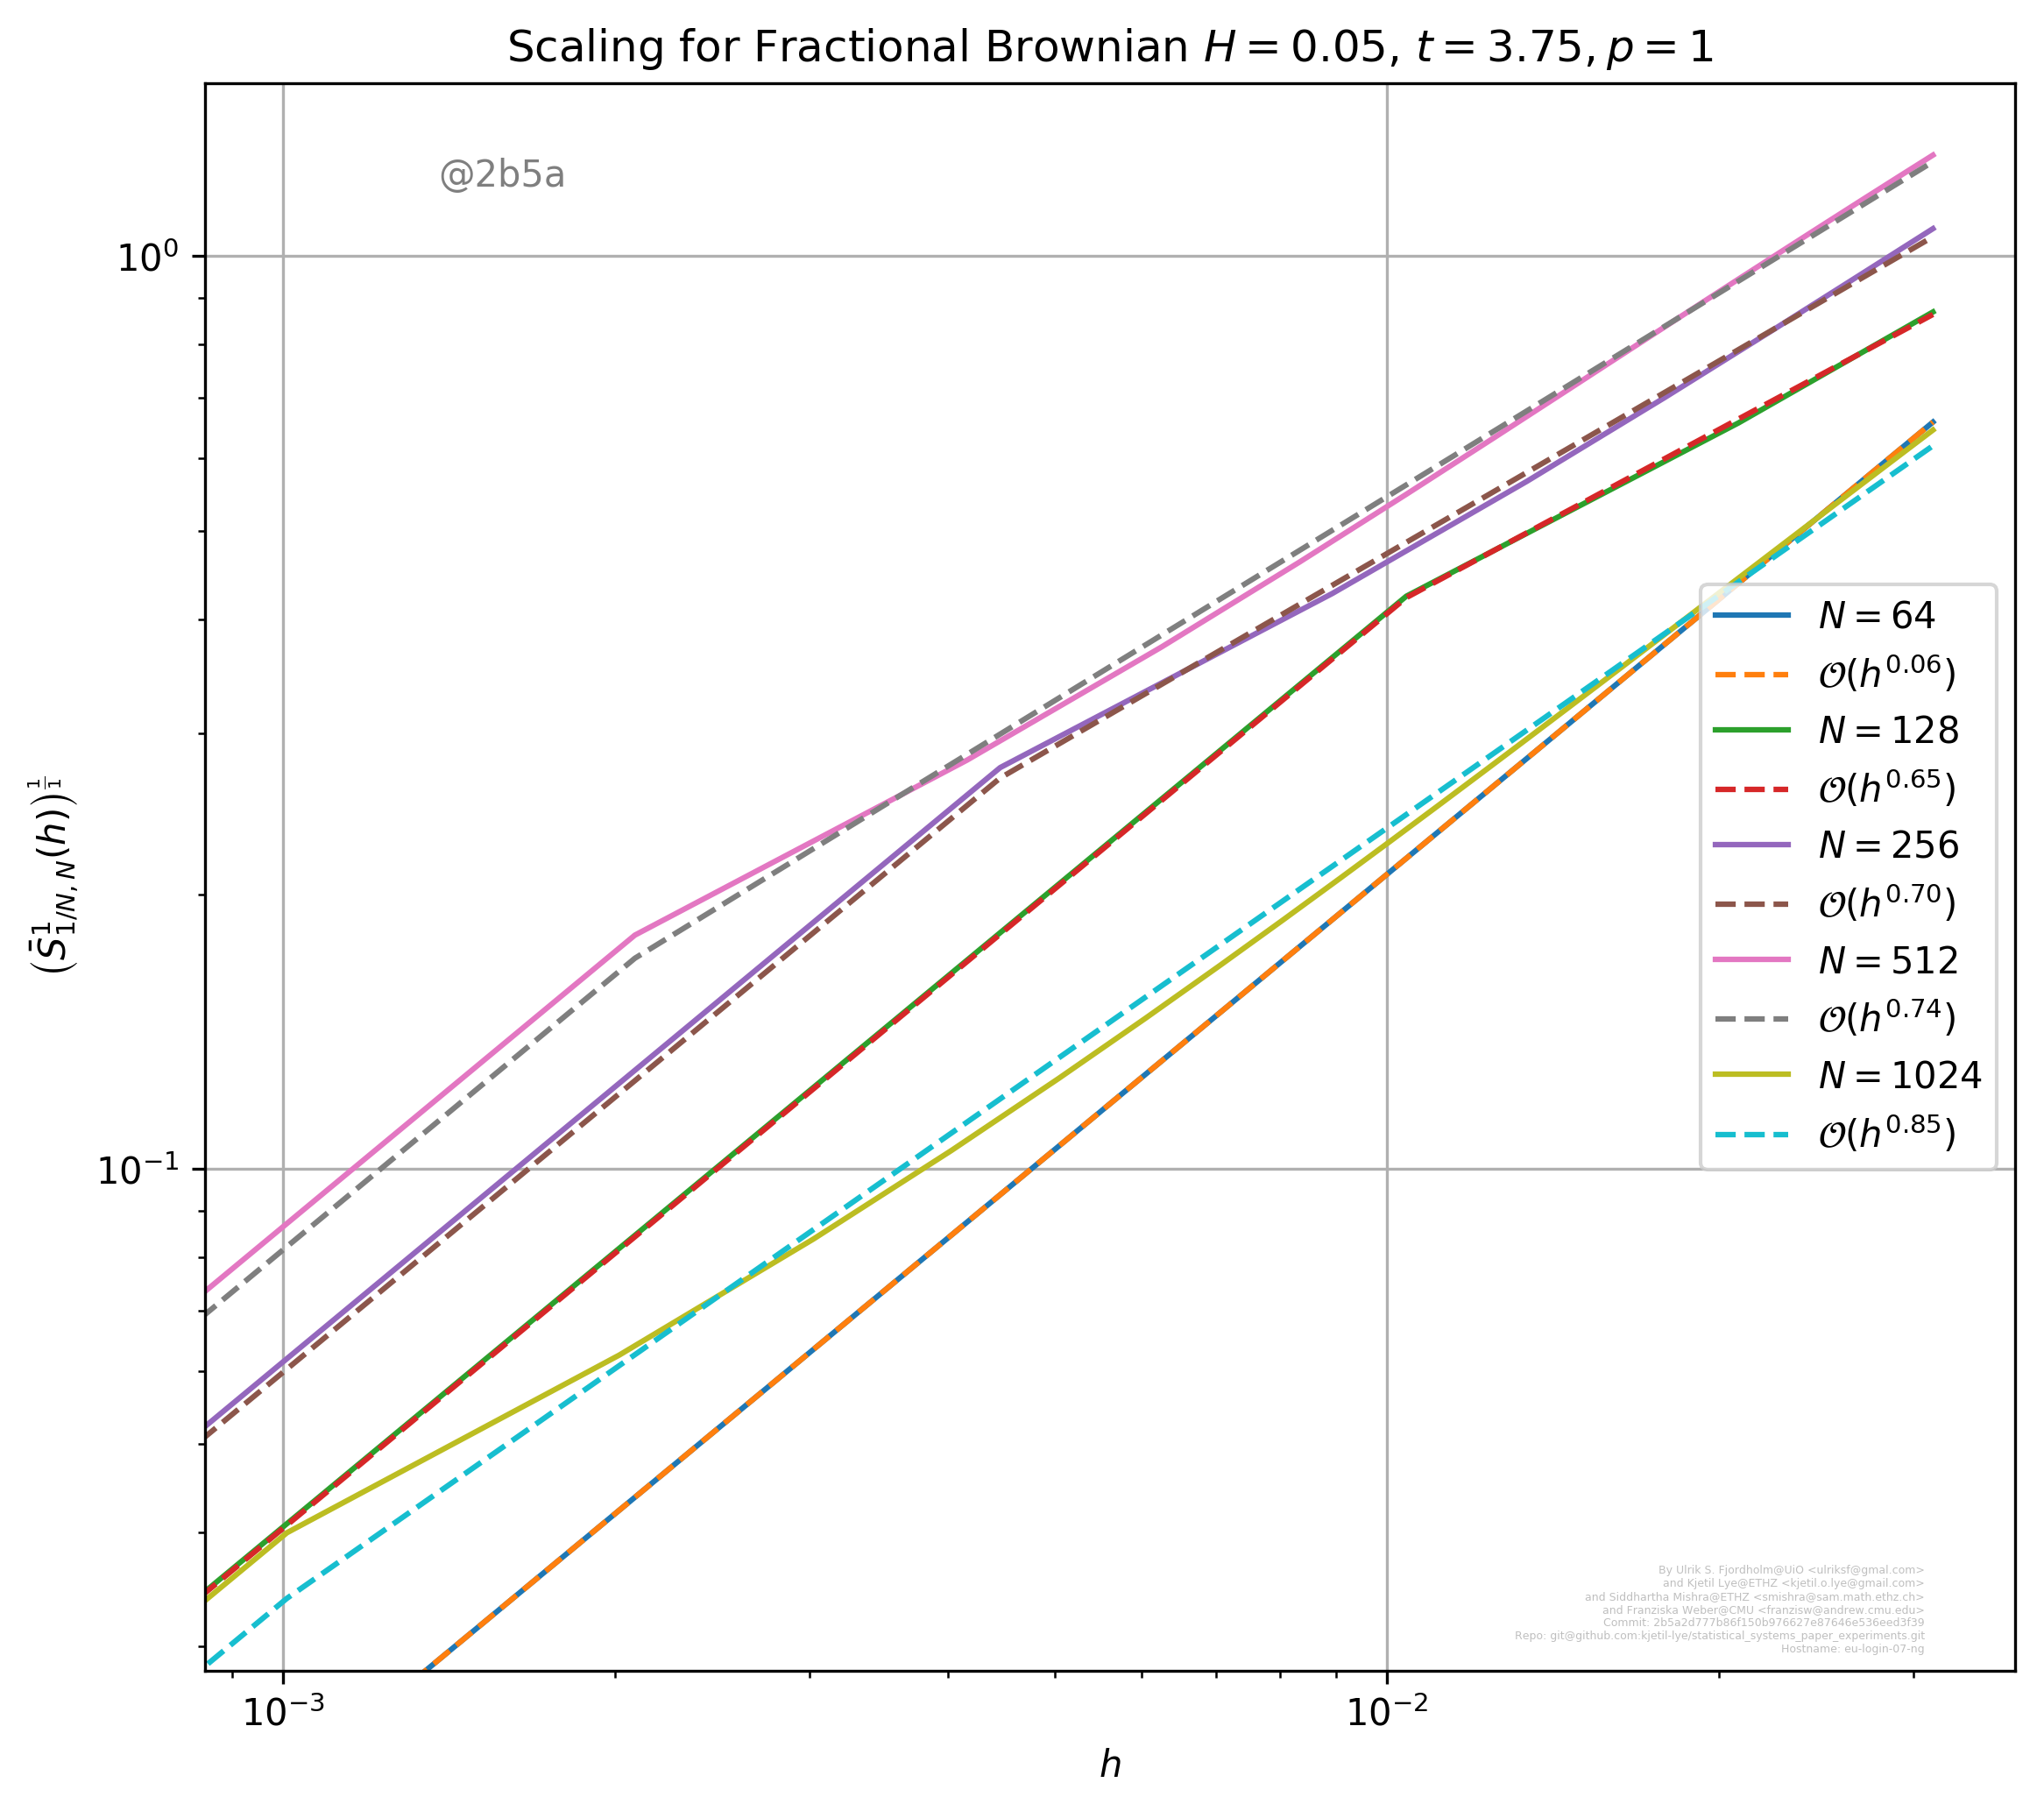 Scaling for Fractional Brownian H = 0.05, t = 3.75, p = 1
@2b5a
10⁰
10⁻¹
(S̄¹_{1/N,N}(h))^{1/1}
N = 64
𝒪(h^{0.06})
N = 128
𝒪(h^{0.65})
N = 256
𝒪(h^{0.70})
N = 512
𝒪(h^{0.74})
N = 1024
𝒪(h^{0.85})
By Ulrik S. Fjordholm@UiO <ulriksf@gmal.com>
and Kjetil Lye@ETHZ <kjetil.o.lye@gmail.com>
and Siddhartha Mishra@ETHZ <smishra@sam.math.ethz.ch>
and Franziska Weber@CMU <franzisw@andrew.cmu.edu>
Commit: 2b5a2d777b86f150b976627e87646e536eed3f39
Repo: git@github.com:kjetil-lye/statistical_systems_paper_experiments.git
Hostname: eu-login-07-ng
10⁻³
10⁻²
h